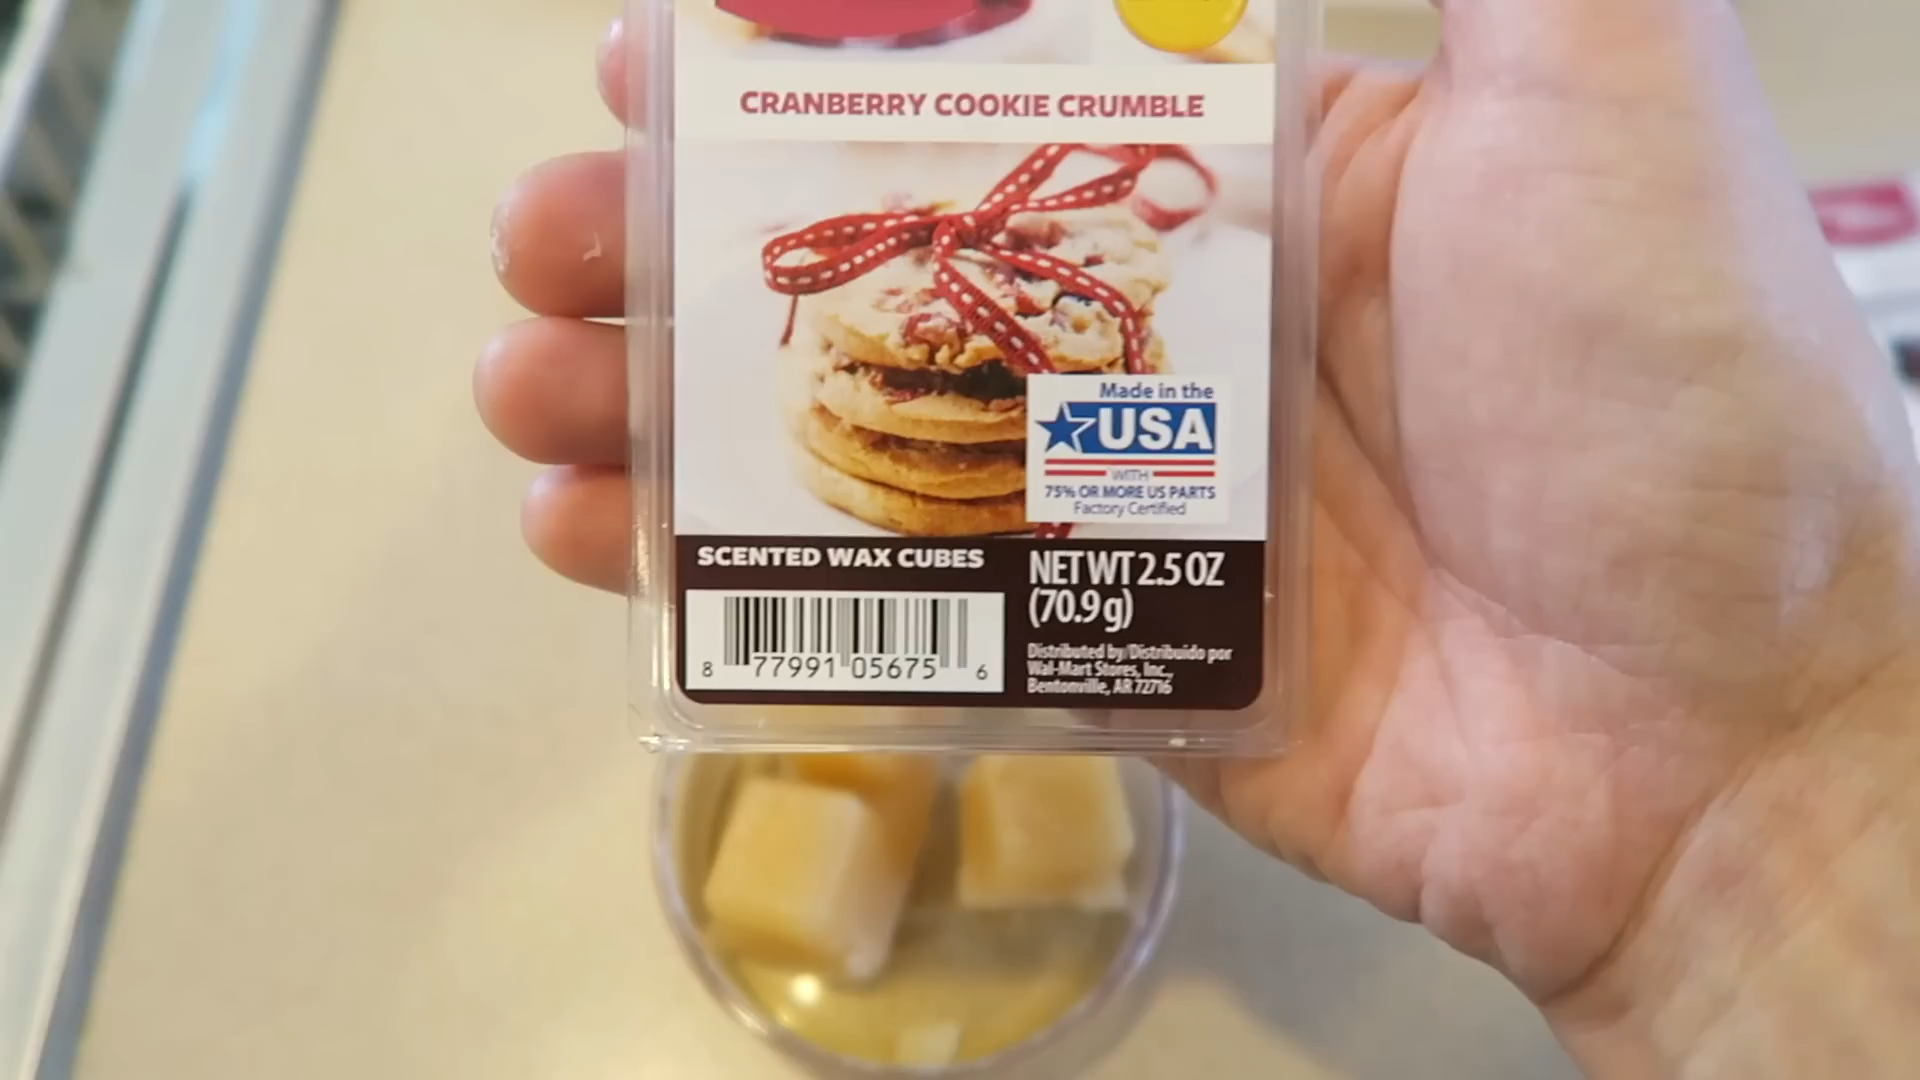 CRANBERRY COOKIE CRUMBLE
Made in the
USA
WITH
75% OR MORE US PARTS
Factory Certified
SCENTED WAX CUBES
NET WT 2.5 OZ
(70.9 g)
8 77991 05675 6
Distributed by/Distribuido por
Wal-Mart Stores, Inc.,
Bentonville, AR 72716